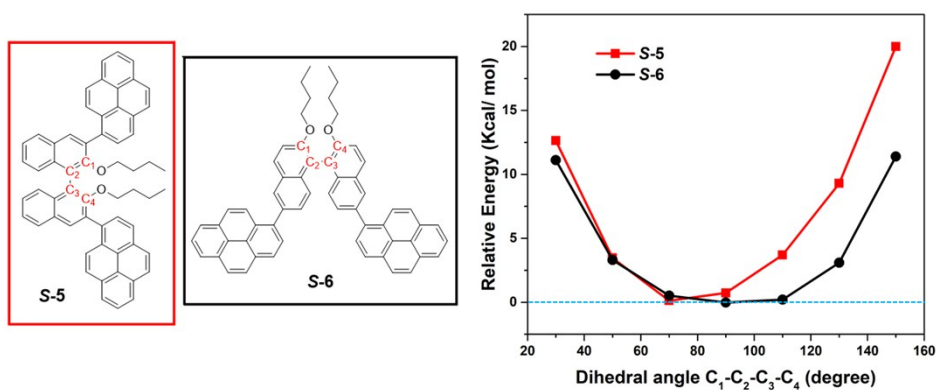 C1
C2
O
C3
O
C4
S-5
O
O
C1
C4
C2
C3
S-6
Relative Energy (Kcal/ mol)
20
15
10
5
0
S-5
S-6
20 40 60 80 100 120 140 160
Dihedral angle C1-C2-C3-C4 (degree)